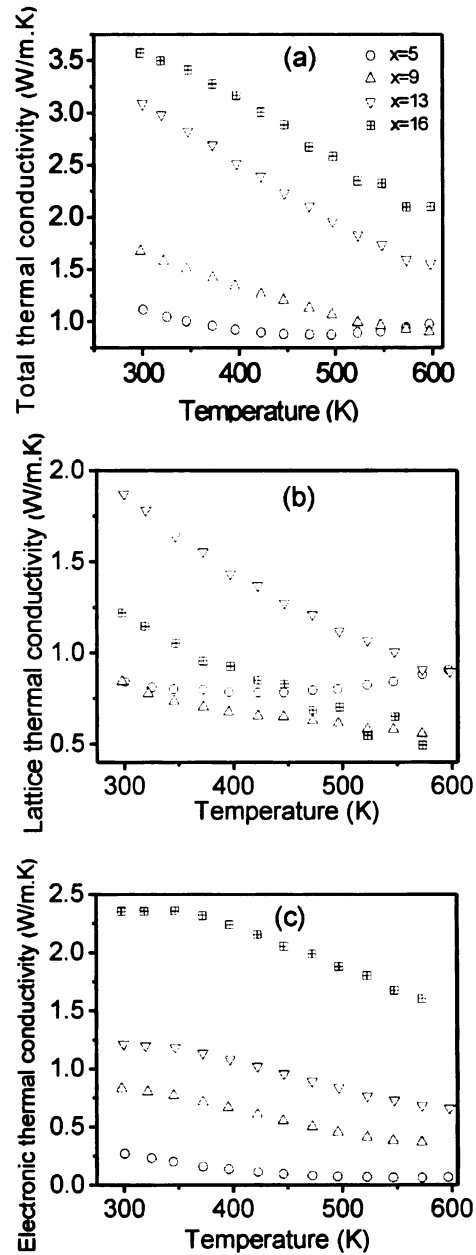 (a)
x=5
x=9
x=13
x=16
3.5
3.0
2.5
2.0
1.5
1.0
Total thermal conductivity (W/m.K)
300 400 500 600
Temperature (K)
(b)
2.0
1.5
1.0
0.5
Lattice thermal conductivity (W/m.K)
300 400 500 600
Temperature (K)
(c)
2.5
2.0
1.5
1.0
0.5
0.0
Electronic thermal conductivity (W/m.K)
300 400 500 600
Temperature (K)